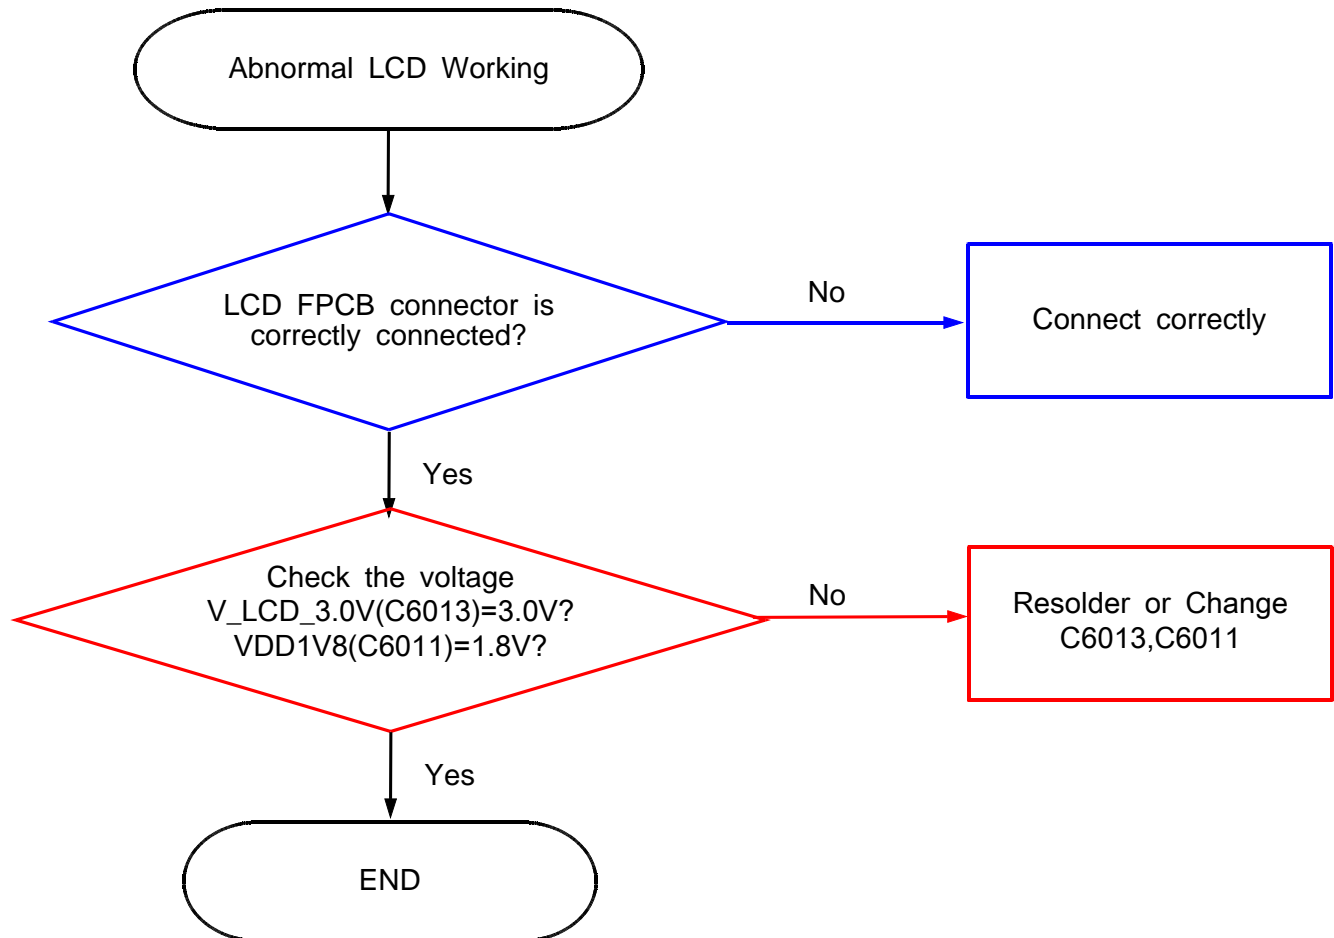 Abnormal LCD Working
LCD FPCB connector is
correctly connected?
No
Connect correctly
Yes
Check the voltage
V_LCD_3.0V(C6013)=3.0V?
VDD1V8(C6011)=1.8V?
No
Resolder or Change
C6013,C6011
Yes
END